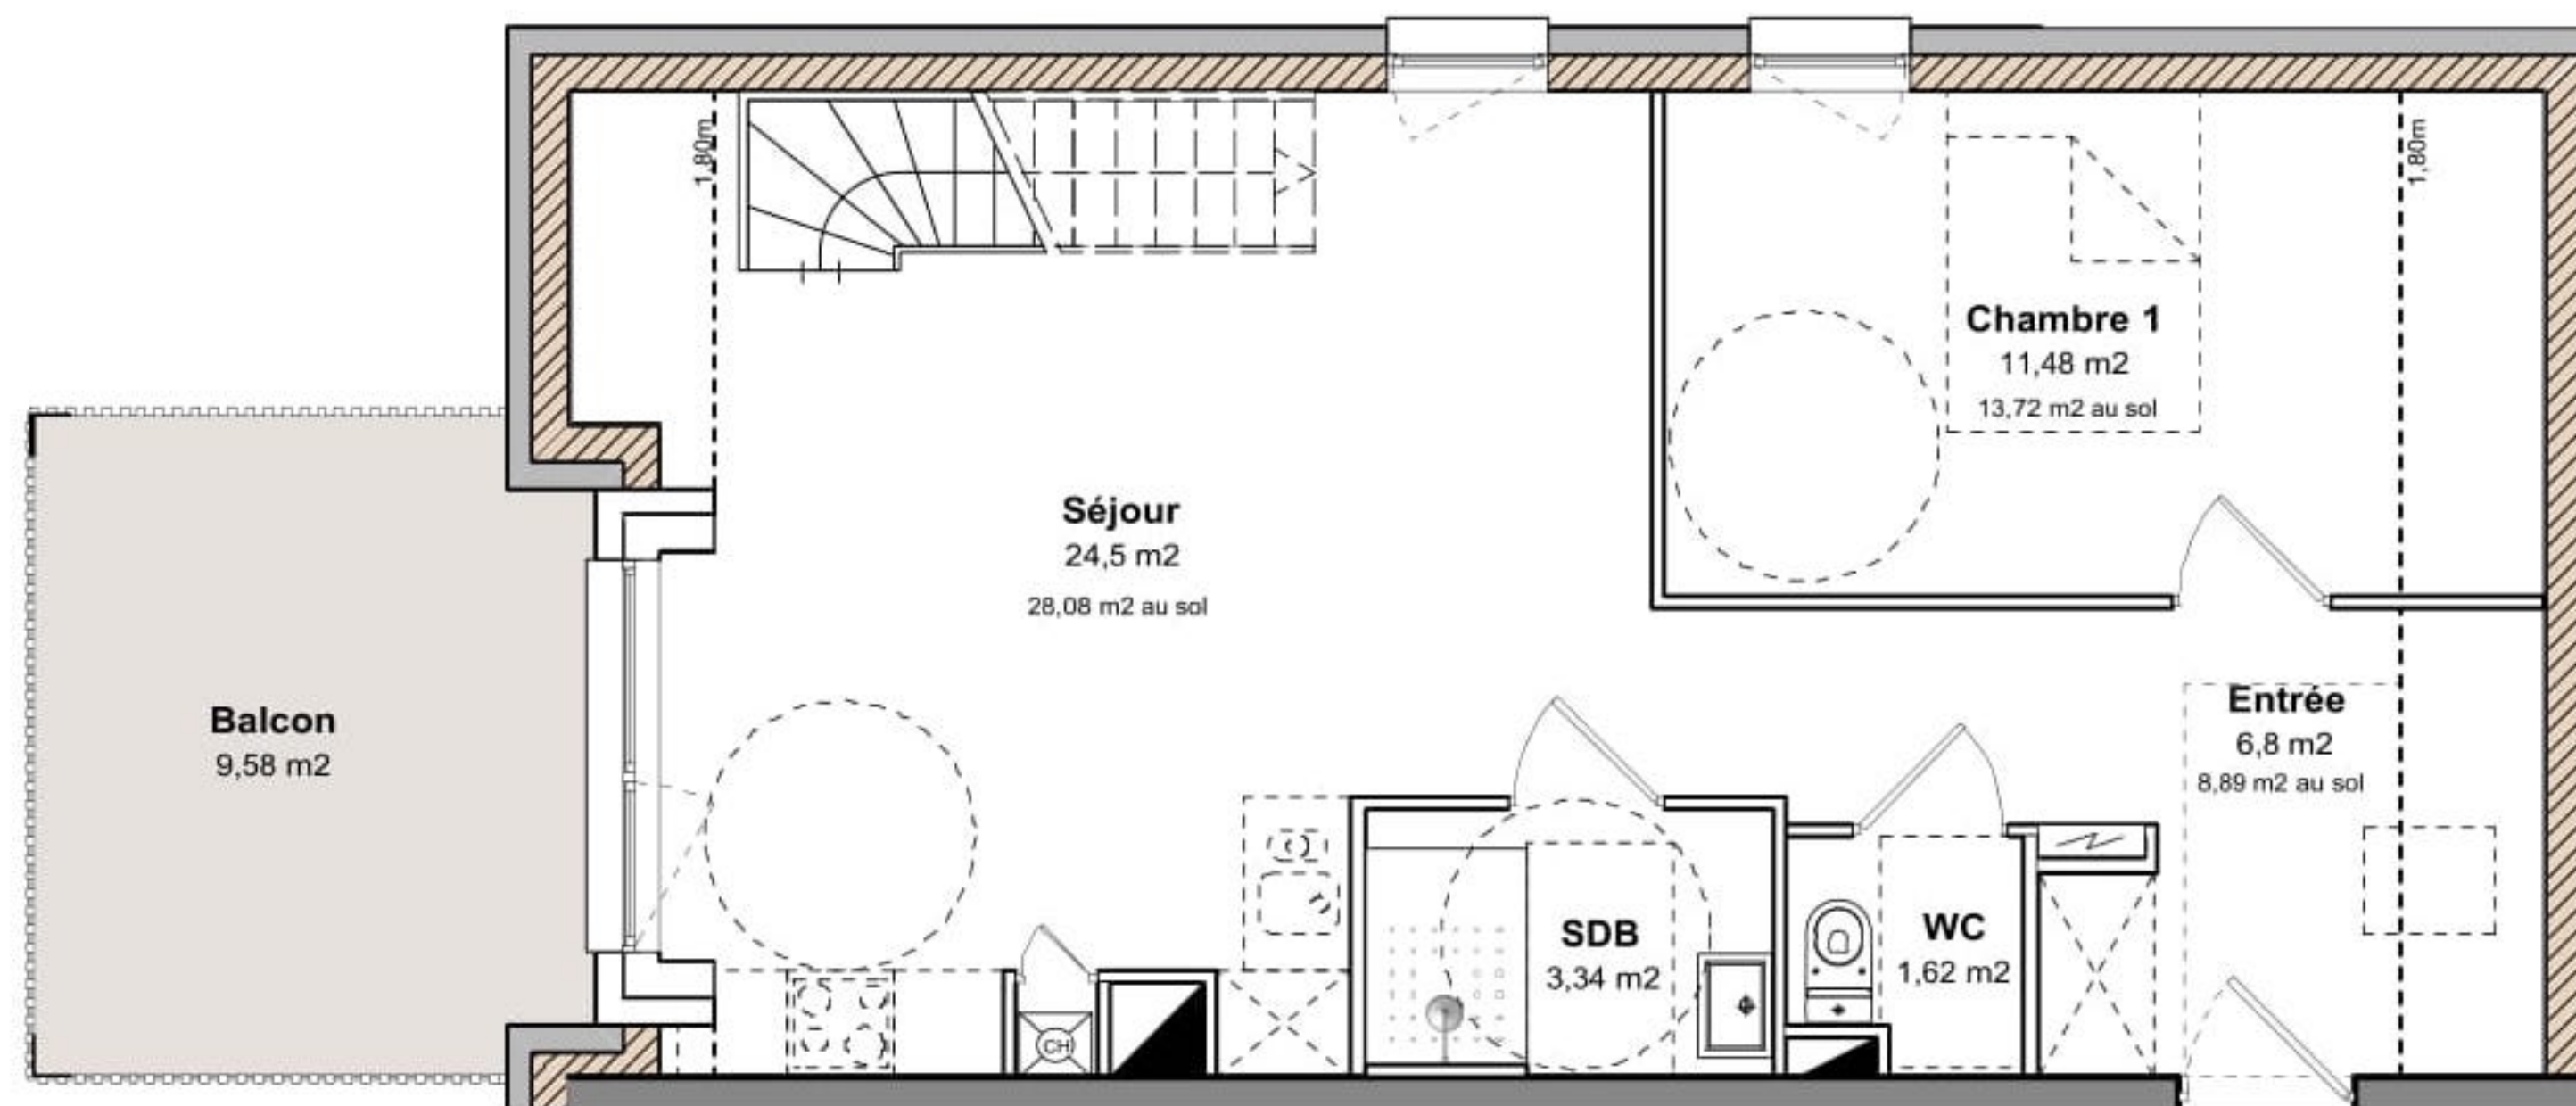 1,80m
1,80m
Chambre 1
11,48 m2
13,72 m2 au sol
Séjour
24,5 m2
28,08 m2 au sol
Balcon
9,58 m2
Entrée
6,8 m2
8,89 m2 au sol
SDB
3,34 m2
WC
1,62 m2
CH